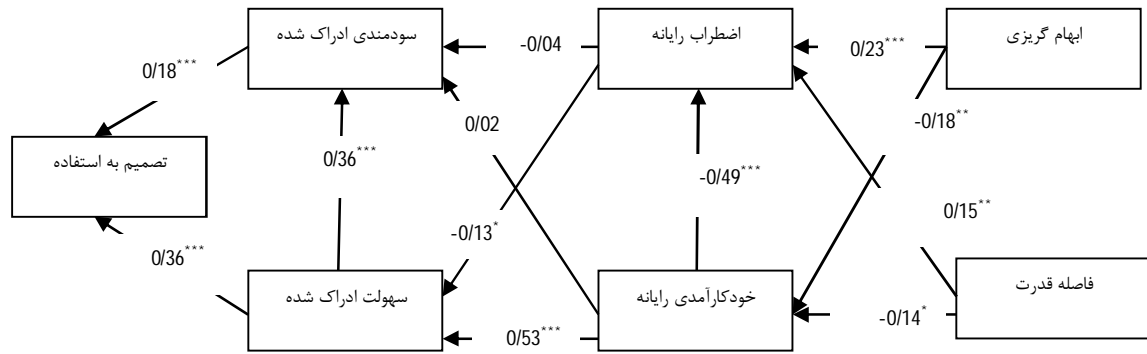 ابهام گریزی
اضطراب رایانه
سودمندی ادراک شده
0/23***
-0/04
0/18***
-0/18**
0/02
تصمیم به استفاده
0/36***
-0/49***
0/15**
-0/13*
0/36***
فاصله قدرت
خودکارآمدی رایانه
سهولت ادراک شده
-0/14*
0/53***